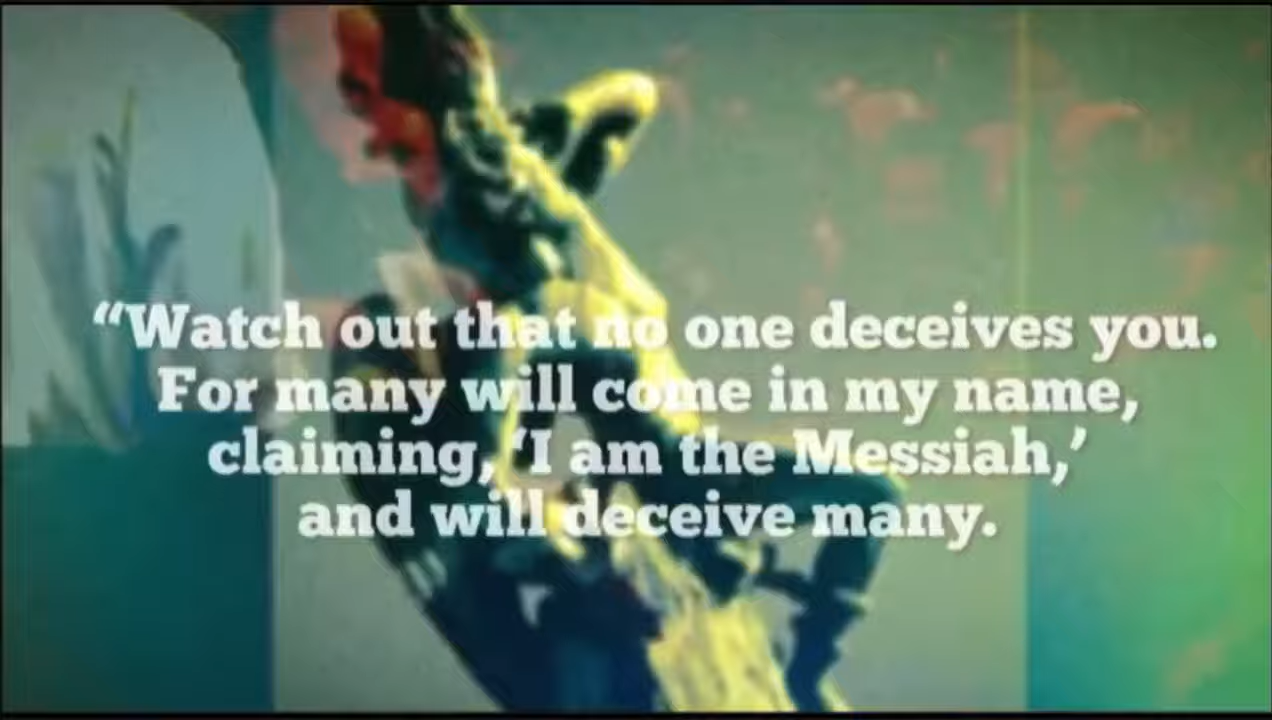 “Watch out that no one deceives you.
For many will come in my name,
claiming, ‘I am the Messiah,’
and will deceive many.